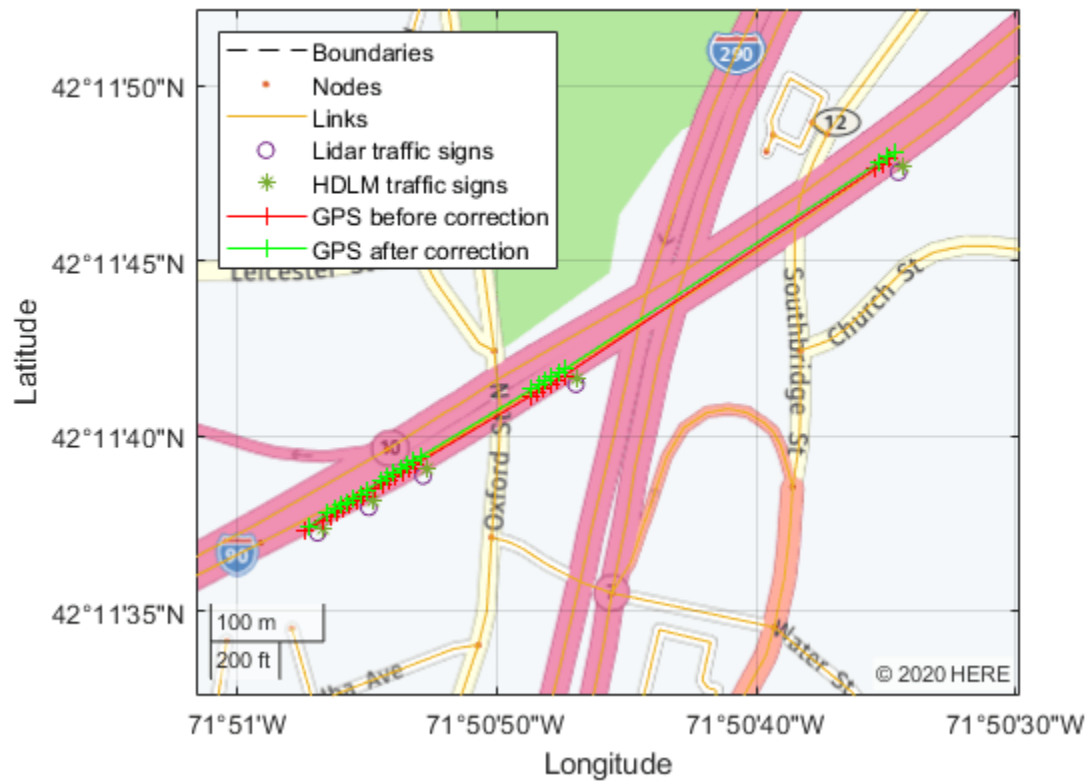 Boundaries
Nodes
Links
Lidar traffic signs
HDLM traffic signs
GPS before correction
GPS after correction
290
12
42°11'50"N
42°11'45"N
42°11'40"N
42°11'35"N
Latitude
Church St
Southbridge St
N
Oxford St
10
90
7
Water St
100 m
200 ft
Ave
© 2020 HERE
71°51'W
71°50'50"W
71°50'40"W
71°50'30"W
Longitude